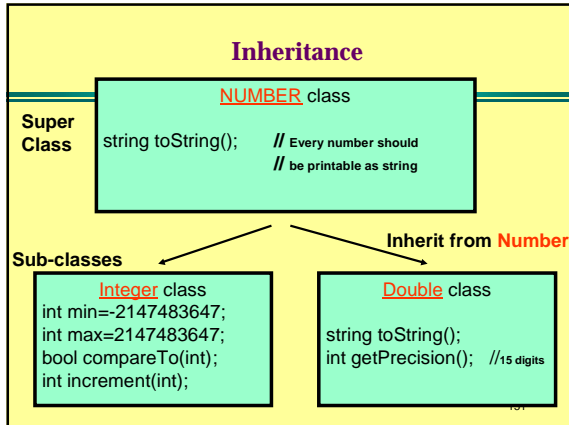 Inheritance
NUMBER class
Super
Class
string toString(); // Every number should
// be printable as string
Inherit from Number
Sub-classes
Integer class
int min=-2147483647;
int max=2147483647;
bool compareTo(int);
int increment(int);
Double class
string toString();
int getPrecision(); //15 digits